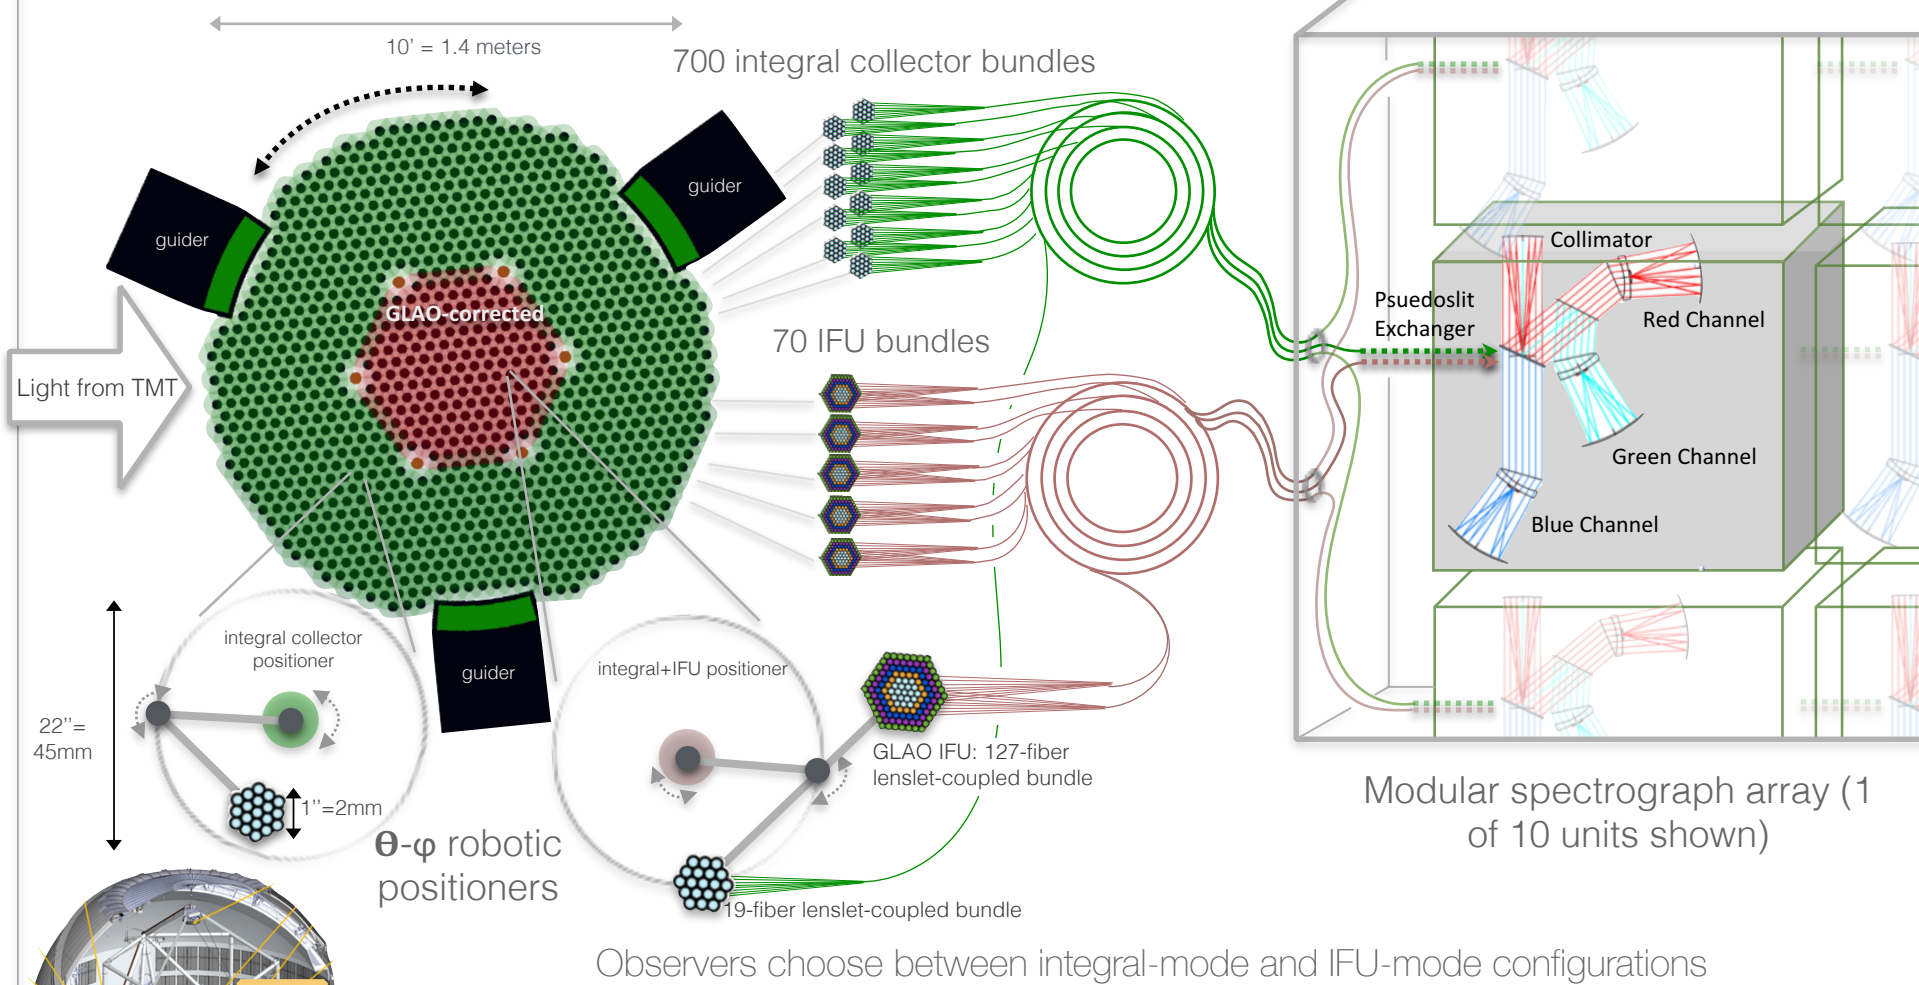 10' = 1.4 meters
700 integral collector bundles
guider
guider
GLAO-corrected
Light from TMT
70 IFU bundles
Psuedoslit
Exchanger
Collimator
Red Channel
Green Channel
Blue Channel
integral collector
positioner
guider
integral+IFU positioner
22''=
45mm
1''=2mm
GLAO IFU: 127-fiber
lenslet-coupled bundle
θ-φ robotic
positioners
19-fiber lenslet-coupled bundle
Modular spectrograph array (1
of 10 units shown)
Observers choose between integral-mode and IFU-mode configurations